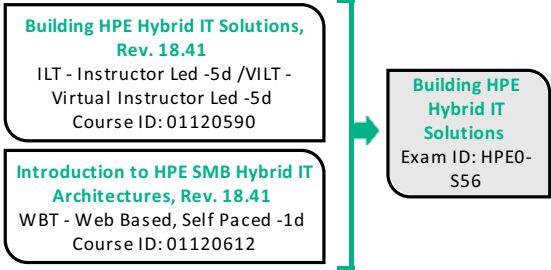 Building HPE Hybrid IT Solutions,
Rev. 18.41
ILT - Instructor Led -5d /VILT -
Virtual Instructor Led -5d
Course ID: 01120590
Introduction to HPE SMB Hybrid IT
Architectures, Rev. 18.41
WBT - Web Based, Self Paced -1d
Course ID: 01120612
Building HPE
Hybrid IT
Solutions
Exam ID: HPE0-
S56